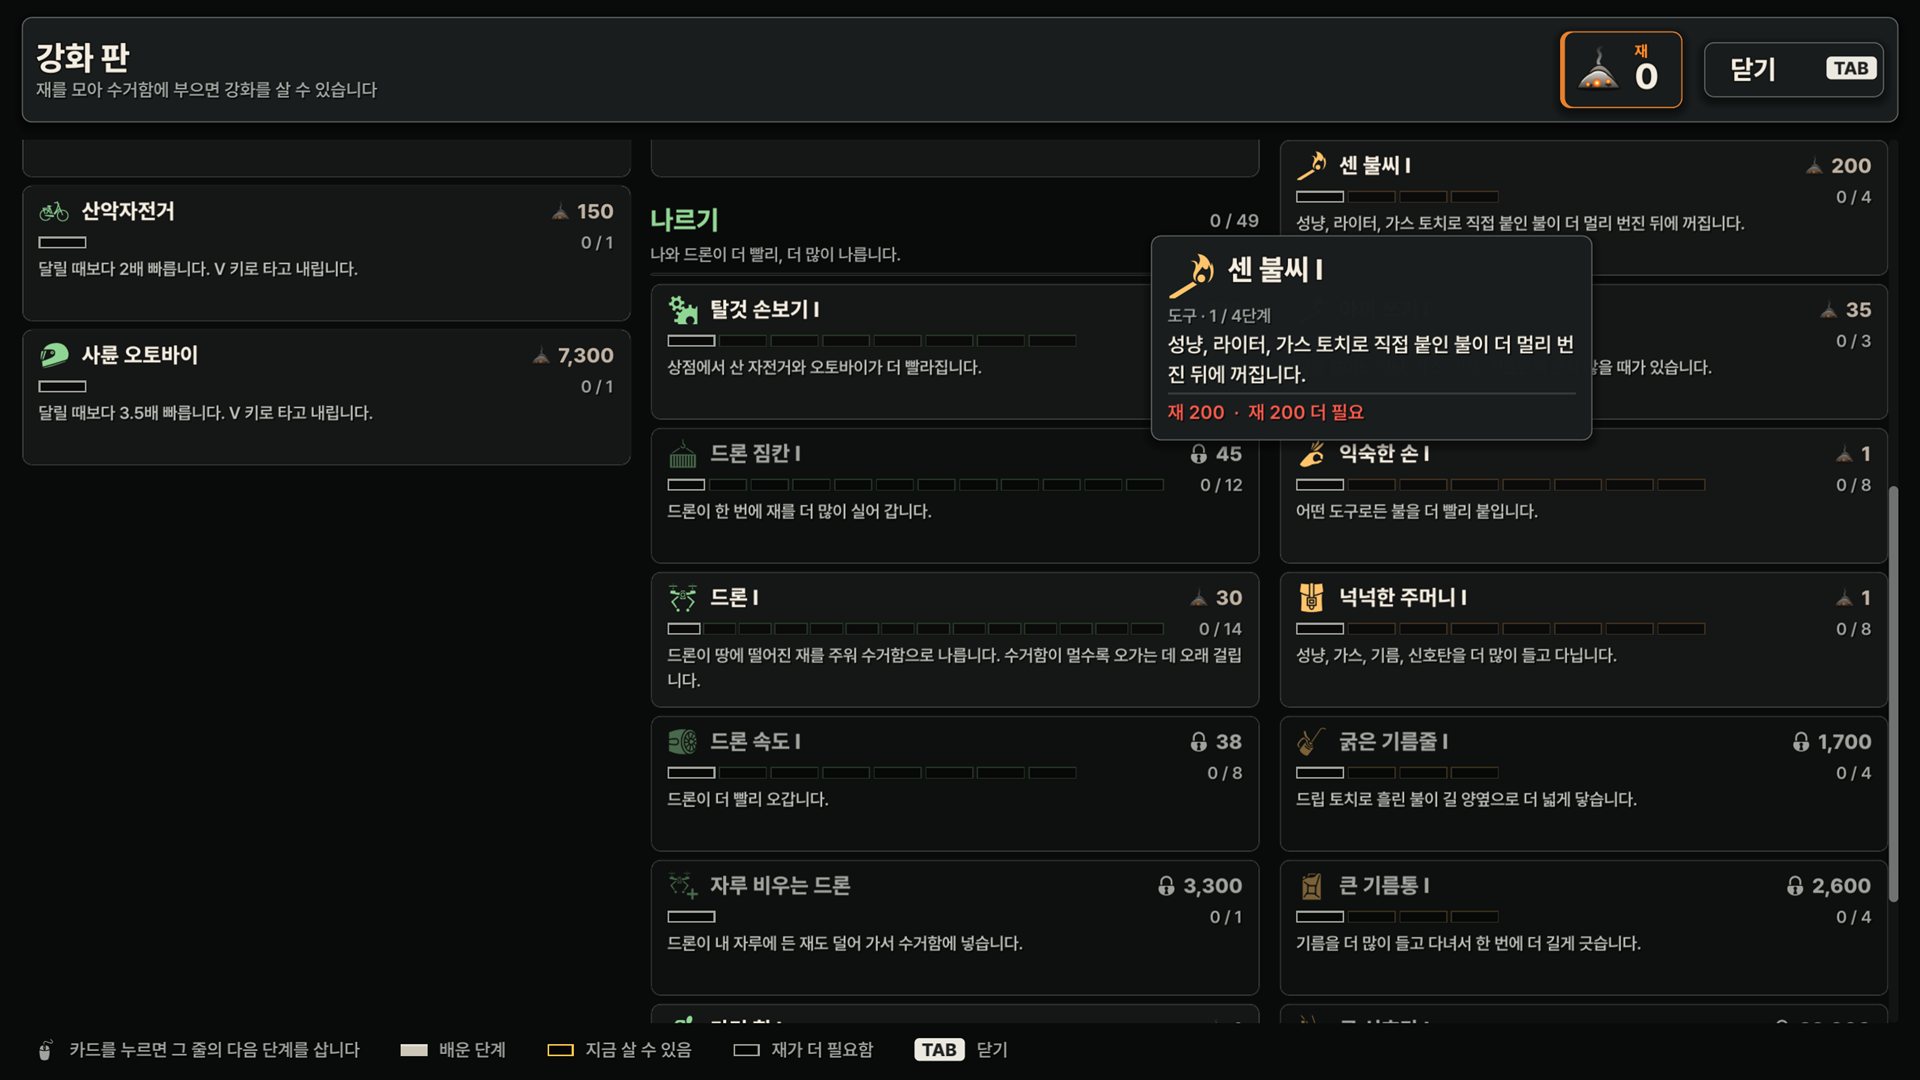 강화 판
재를 모아 수거함에 부으면 강화를 살 수 있습니다
재
0
닫기
TAB
산악자전거
150
0 / 1
달릴 때보다 2배 빠릅니다. V 키로 타고 내립니다.
사륜 오토바이
7,300
0 / 1
달릴 때보다 3.5배 빠릅니다. V 키로 타고 내립니다.
나르기
0 / 49
나와 드론이 더 빨리, 더 많이 나릅니다.
탈것 손보기 I
상점에서 산 자전거와 오토바이가 더 빨라집니다.
드론 짐칸 I
45
0 / 12
드론이 한 번에 재를 더 많이 실어 갑니다.
드론 I
30
0 / 14
드론이 땅에 떨어진 재를 주워 수거함으로 나릅니다. 수거함이 멀수록 오가는 데 오래 걸립
니다.
드론 속도 I
38
0 / 8
드론이 더 빨리 오갑니다.
자루 비우는 드론
3,300
0 / 1
드론이 내 자루에 든 재도 덜어 가서 수거함에 넣습니다.
센 불씨 I
200
0 / 4
성냥, 라이터, 가스 토치로 직접 붙인 불이 더 멀리 번진 뒤에 꺼집니다.
센 불씨 I
도구 · 1 / 4단계
성냥, 라이터, 가스 토치로 직접 붙인 불이 더 멀리 번
진 뒤에 꺼집니다.
재 200 · 재 200 더 필요
35
0 / 3
때가 있습니다.
익숙한 손 I
1
0 / 8
어떤 도구로든 불을 더 빨리 붙입니다.
넉넉한 주머니 I
1
0 / 8
성냥, 가스, 기름, 신호탄을 더 많이 들고 다닙니다.
굵은 기름줄 I
1,700
0 / 4
드립 토치로 흘린 불이 길 양옆으로 더 넓게 닿습니다.
큰 기름통 I
2,600
0 / 4
기름을 더 많이 들고 다녀서 한 번에 더 길게 긋습니다.
카드를 누르면 그 줄의 다음 단계를 삽니다
배운 단계
지금 살 수 있음
재가 더 필요함
TAB
닫기